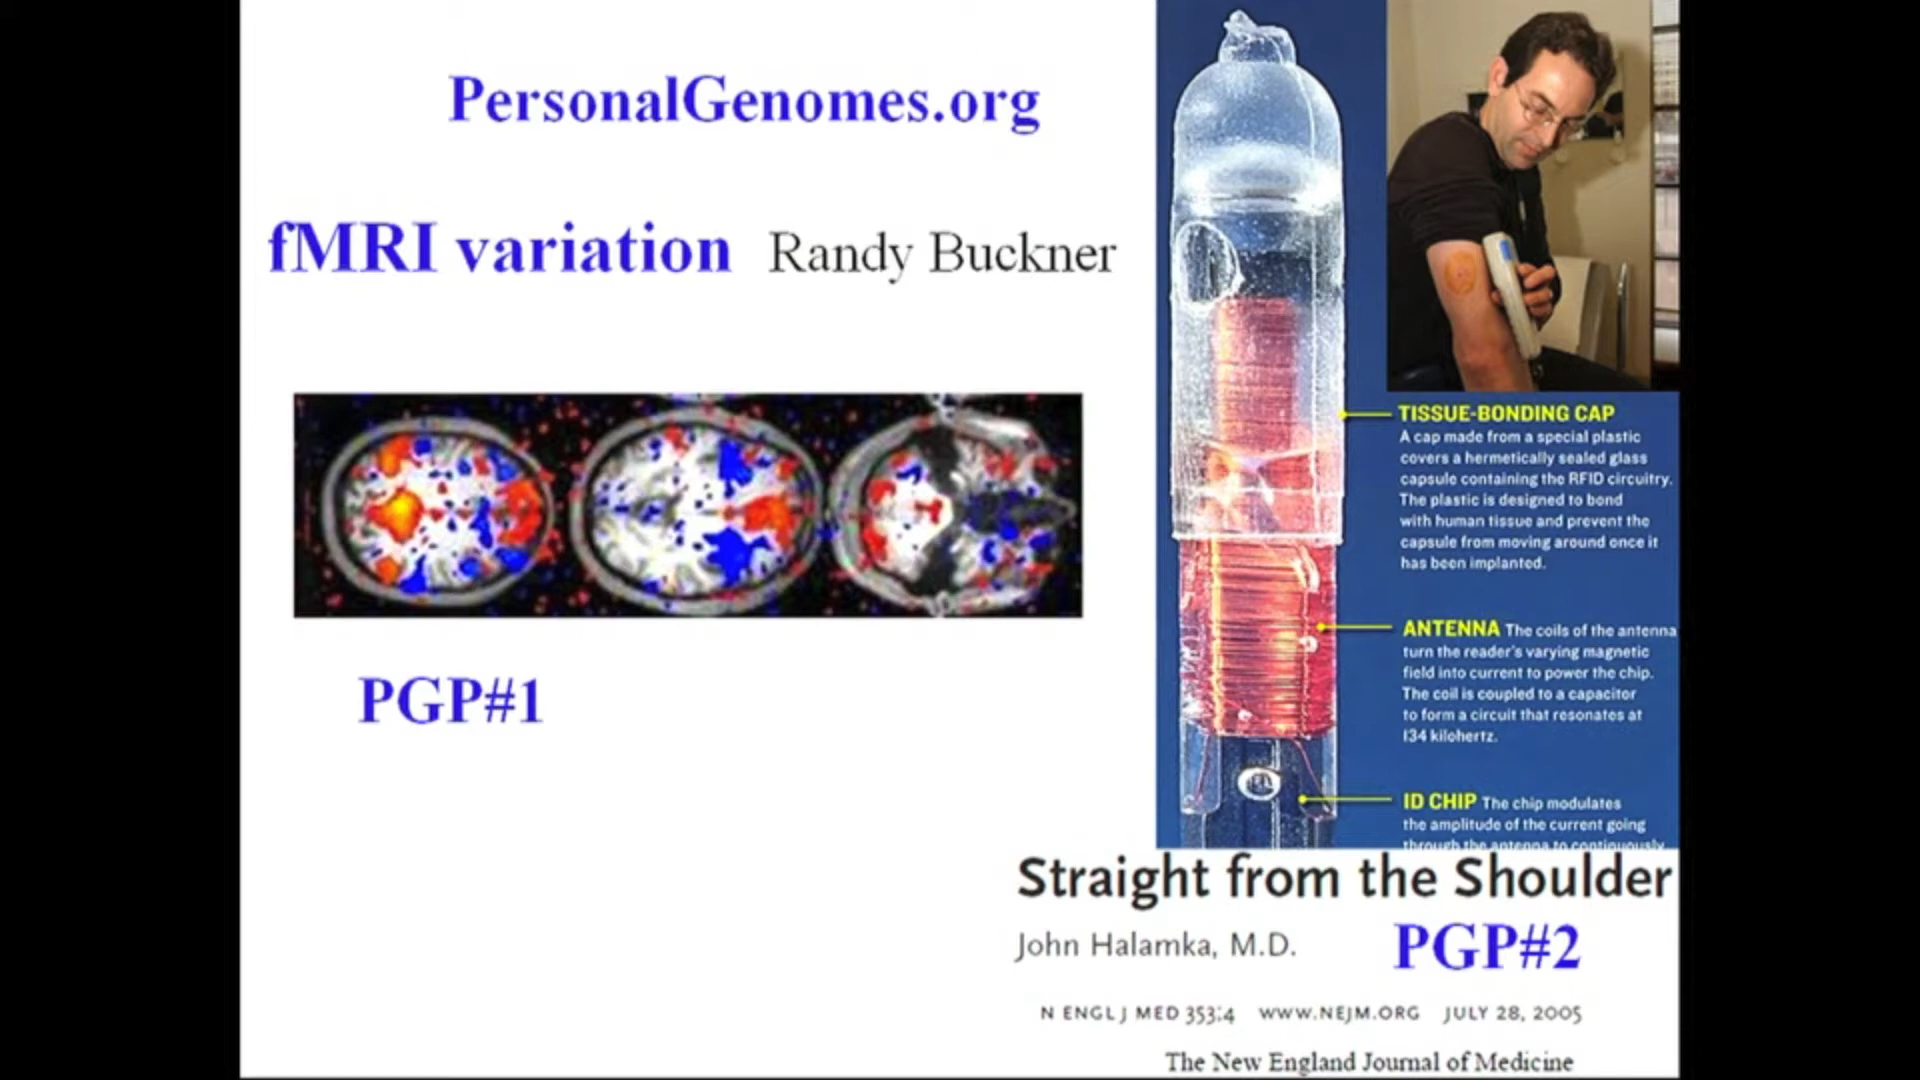 PersonalGenomes.org
fMRI variation Randy Buckner
PGP#1
TISSUE-BONDING CAP
A cap made from a special plastic
covers a hermetically sealed glass
capsule containing the RFID circuitry.
The plastic is designed to bond
with human tissue and prevent the
capsule from moving around once it
has been implanted.
ANTENNA The coils of the antenna
turn the reader's varying magnetic
field into current to power the chip.
The coil is coupled to a capacitor
to form a circuit that resonates at
134 kilohertz.
ID CHIP The chip modulates
the amplitude of the current going
through the antenna to continuously
Straight from the Shoulder
John Halamka, M.D. PGP#2
N ENGL J MED 353;4 WWW.NEJM.ORG JULY 28, 2005
The New England Journal of Medicine